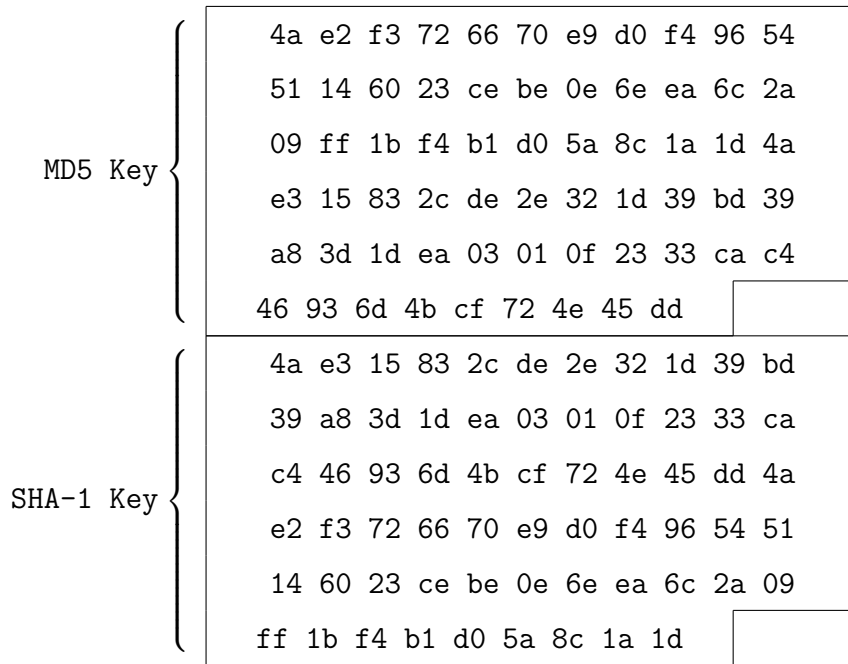 4a e2 f3 72 66 70 e9 d0 f4 96 54
51 14 60 23 ce be 0e 6e ea 6c 2a
09 ff 1b f4 b1 d0 5a 8c 1a 1d 4a
MD5 Key
e3 15 83 2c de 2e 32 1d 39 bd 39
a8 3d 1d ea 03 01 0f 23 33 ca c4
46 93 6d 4b cf 72 4e 45 dd
4a e3 15 83 2c de 2e 32 1d 39 bd
39 a8 3d 1d ea 03 01 0f 23 33 ca
c4 46 93 6d 4b cf 72 4e 45 dd 4a
SHA-1 Key
e2 f3 72 66 70 e9 d0 f4 96 54 51
14 60 23 ce be 0e 6e ea 6c 2a 09
ff 1b f4 b1 d0 5a 8c 1a 1d